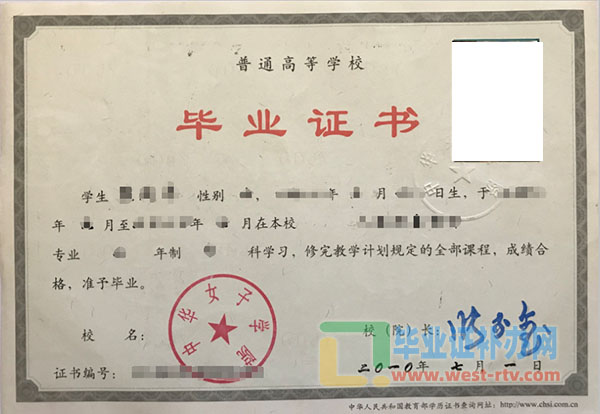 普通高等学校
毕业证书
学生 性别 , 年 月 日生, 于
年 月至 年 月在本校
专业 年制 科学习, 修完教学计划规定的全部课程, 成绩合
格, 准予毕业。
中华女子学院
校 名: 校(院)长:
毕业证补办网
www.west-rtv.com
证书编号: 二〇一〇年 七月 一日
中华人民共和国教育部学历证书查询网址: http://www.chsi.com.cn